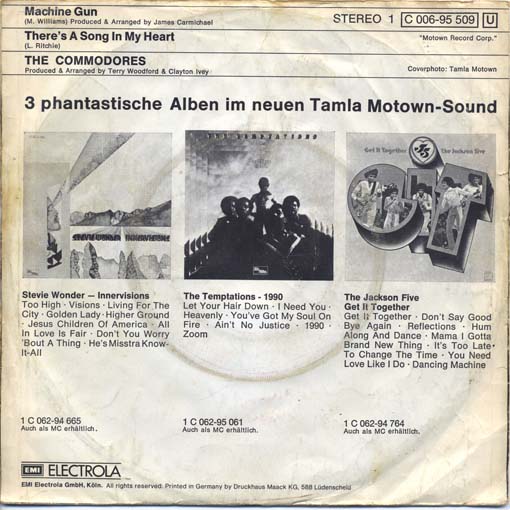 Machine Gun
(M. Williams) Produced & Arranged by James Carmichael
STEREO 1 C 006-95 509 U
There's A Song In My Heart
(L. Ritchie)
"Motown Record Corp."
THE COMMODORES
Produced & Arranged by Terry Woodford & Clayton Ivey
Coverphoto: Tamla Motown
3 phantastische Alben im neuen Tamla Motown-Sound
STEVIE WONDER INNERVISIONS
THE TEMPTATIONS
Get It Together
J5
The Jackson Five
GIT
Stevie Wonder — Innervisions
Too High · Visions · Living For The
City · Golden Lady · Higher Ground
· Jesus Children Of America · All
In Love Is Fair · Don't You Worry
'Bout A Thing · He's Misstra Know-
It-All
1 C 062-94 665
Auch als MC erhältlich.
The Temptations - 1990
Let Your Hair Down · I Need You ·
Heavenly · You've Got My Soul On
Fire · Ain't No Justice · 1990 ·
Zoom
1 C 062-95 061
Auch als MC erhältlich.
The Jackson Five
Get It Together
Get It Together · Don't Say Good
Bye Again · Reflections · Hum
Along And Dance · Mama I Gotta
Brand New Thing · It's Too Late ·
To Change The Time · You Need
Love Like I Do · Dancing Machine
1 C 062-94 764
Auch als MC erhältlich.
EMI ELECTROLA
EMI Electrola GmbH, Köln. All rights reserved. Printed in Germany by Druckhaus Maack KG, 588 Lüdenscheid